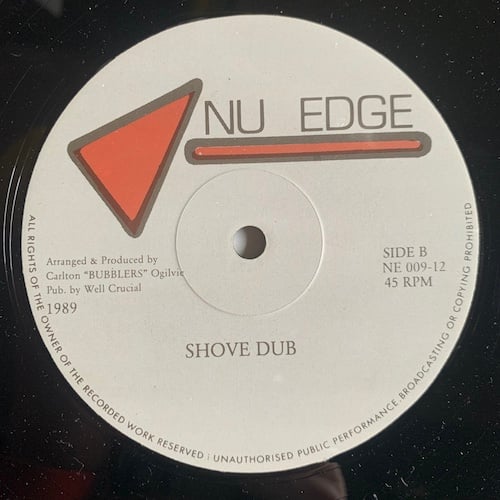 NU EDGE
Arranged & Produced by
Carlton "BUBBLERS" Ogilvie
Pub. by Well Crucial
1989
SIDE B
NE 009-12
45 RPM
SHOVE DUB
ALL RIGHTS OF THE OWNER OF THE RECORDED WORK RESERVED : UNAUTHORISED PUBLIC PERFORMANCE. BROADCASTING OR COPYING PROHIBITED